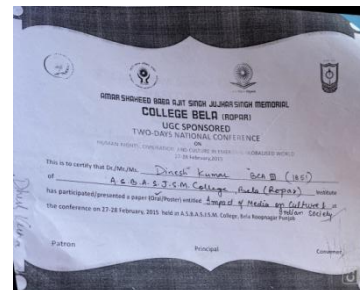 AMAR SHAHEED BABA AJIT SINGH JUJHAR SINGH MEMORIAL
COLLEGE BELA (ROPAR)
UGC SPONSORED
TWO-DAYS NATIONAL CONFERENCE
ON
27-28 February, 2015
This is to certify that Dr./Mr./Ms. Dinesh Kumar BCA III (1851)
of A.S.B.A.S.J.S.M. College, Bela (Ropar) Institute
has participated/presented a paper (Oral/Poster) entitled Impact of Media on Culture &
Indian Society
the conference on 27-28 February, 2015 held at A.S.B.A.S.J.S.M. College, Bela Roopnagar Punjab
Patron Principal Convener